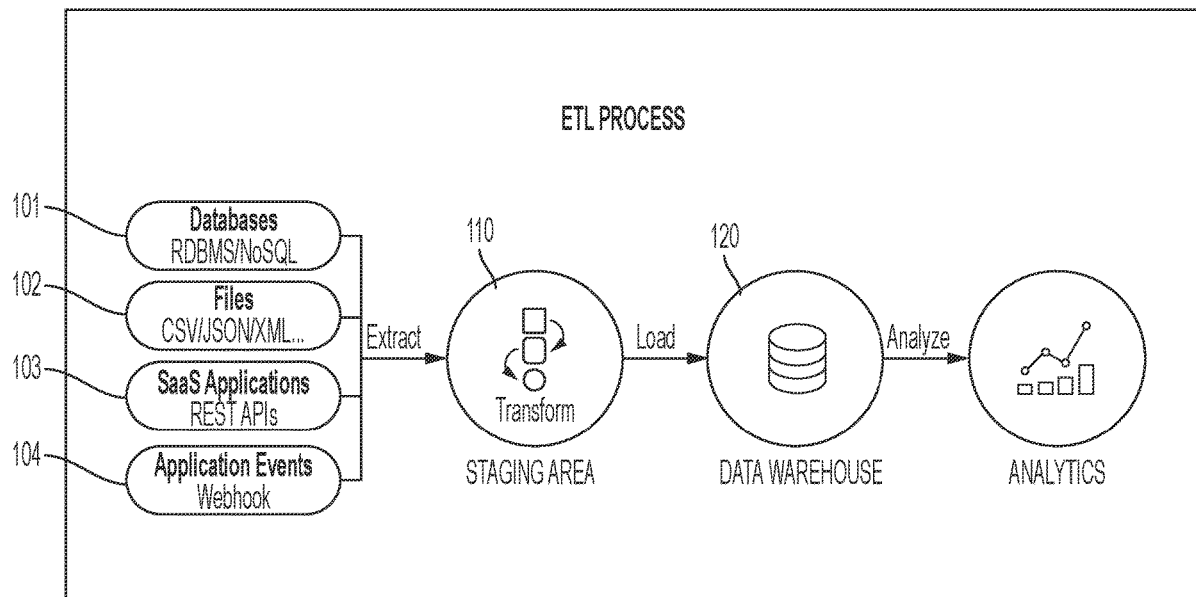 ETL PROCESS
101
Databases
RDBMS/NoSQL
102
Files
CSV/JSON/XML...
103
SaaS Applications
REST APIs
104
Application Events
Webhook
Extract
110
Transform
STAGING AREA
Load
120
DATA WAREHOUSE
Analyze
ANALYTICS